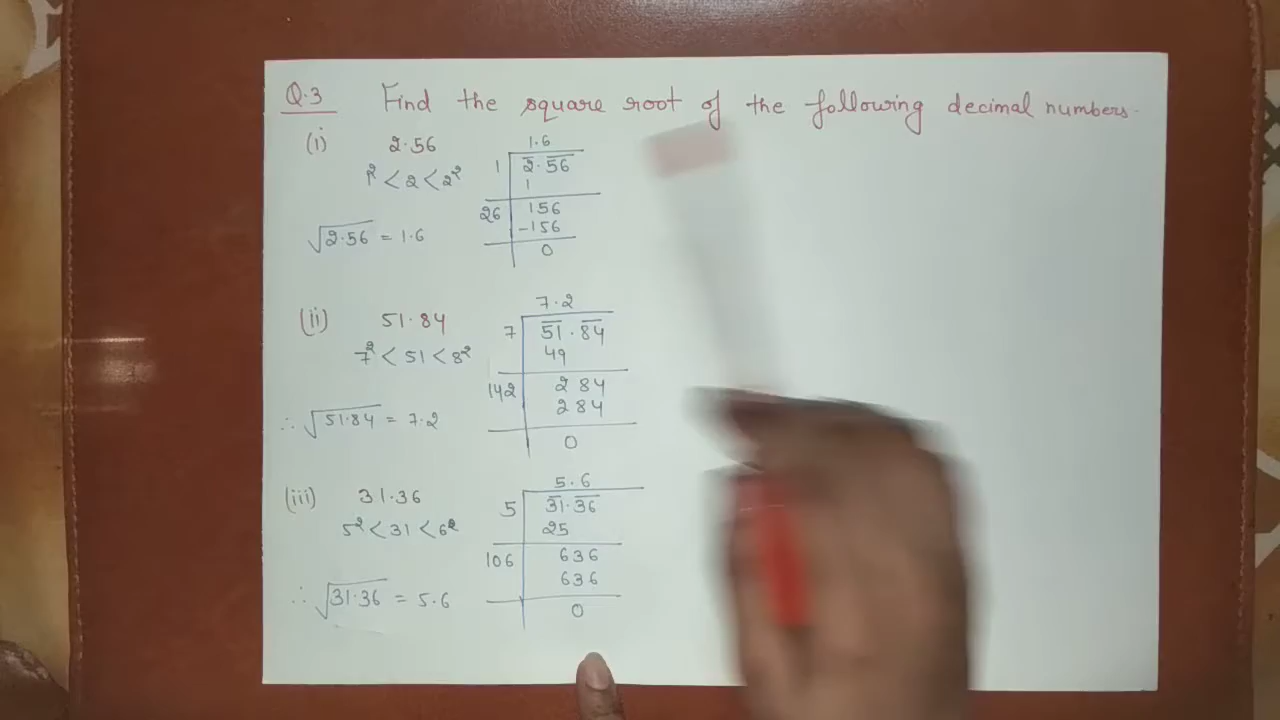 Q.3 Find the square root of the following decimal numbers.
(i) 2.56
1² < 2 < 2²
√2.56 = 1.6
1.6
1 2.56
1
26 156
-156
0
(ii) 51.84
7² < 51 < 8²
∴ √51.84 = 7.2
7.2
7 51.84
49
142 284
284
0
(iii) 31.36
5² < 31 < 6²
∴ √31.36 = 5.6
5.6
5 31.36
25
106 636
636
0